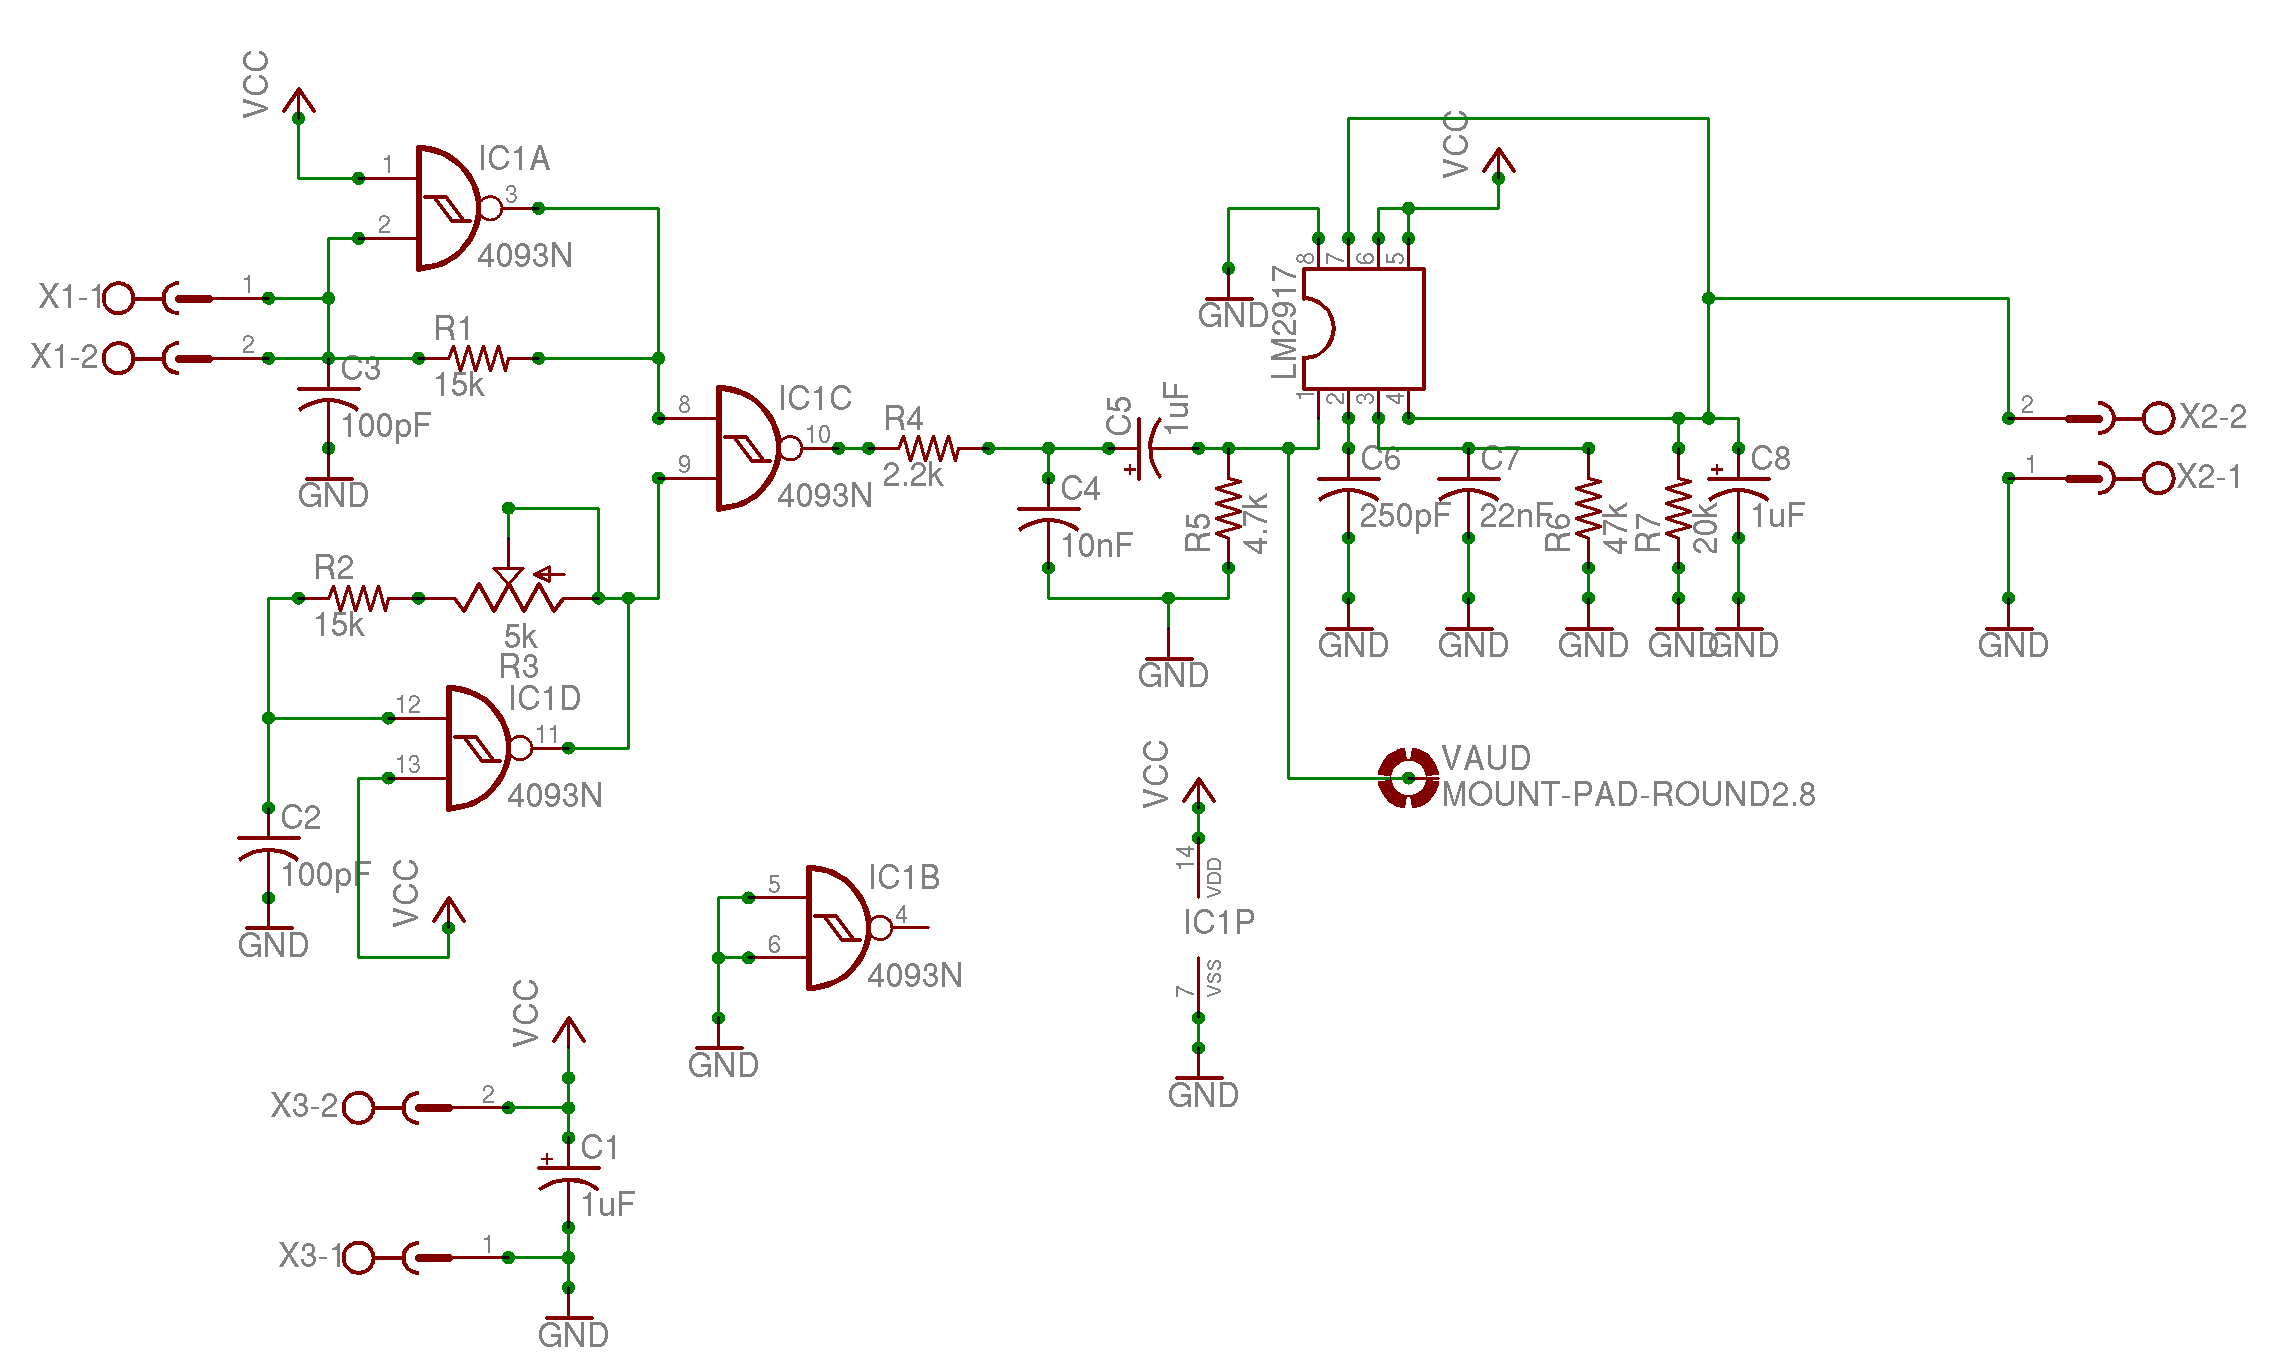 VCC
1
IC1A
3
2
4093N
X1-1
1
X1-2
2
R1
15k
C3
100pF
GND
8
IC1C
10
9
4093N
R4
2.2k
C4
10nF
C5
1uF
+
R5
4.7k
GND
VCC
GND
LM2917
8
7
6
5
1
2
3
4
C6
250pF
C7
22nF
R6
47k
R7
20k
+
C8
1uF
GND
GND
GND
GND
GND
2
X2-2
1
X2-1
GND
R2
15k
5k
R3
12
IC1D
11
13
4093N
C2
100pF
GND
VCC
5
IC1B
4
6
4093N
GND
VCC
14
VDD
IC1P
7
VSS
GND
VAUD
MOUNT-PAD-ROUND2.8
VCC
X3-2
2
+
C1
1uF
X3-1
1
GND